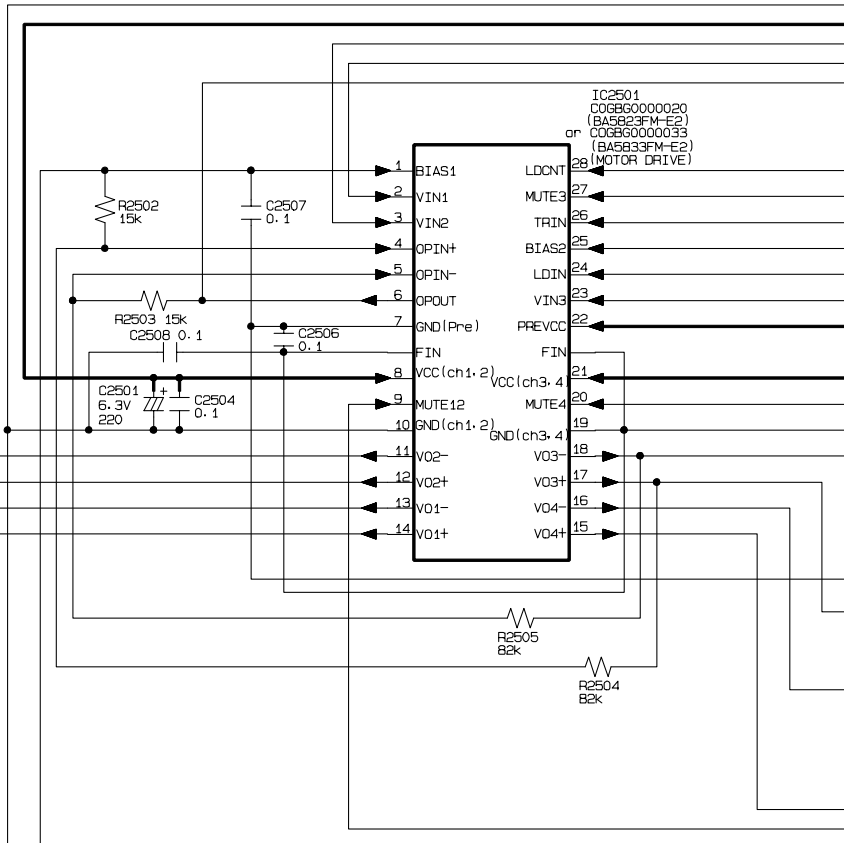 IC2501
C0GBG0000020
(BA5823FM-E2)
or C0GBG0000033
(BA5833FM-E2)
(MOTOR DRIVE)
R2502
15k
C2507
0.1
R2503 15k
C2508 0.1
C2506
0.1
C2501
6.3V
220
+
C2504
0.1
1 BIAS1
2 VIN1
3 VIN2
4 OPIN+
5 OPIN-
6 OPOUT
7 GND(Pre)
FIN
8 VCC(ch1.2)
9 MUTE12
10 GND(ch1.2)
11 VO2-
12 VO2+
13 VO1-
14 VO1+
LDCNT 28
MUTE3 27
TRIN 26
BIAS2 25
LDIN 24
VIN3 23
PREVCC 22
FIN
VCC(ch3.4) 21
MUTE4 20
GND(ch3.4) 19
VO3- 18
VO3+ 17
VO4- 16
VO4+ 15
R2505
82k
R2504
82k